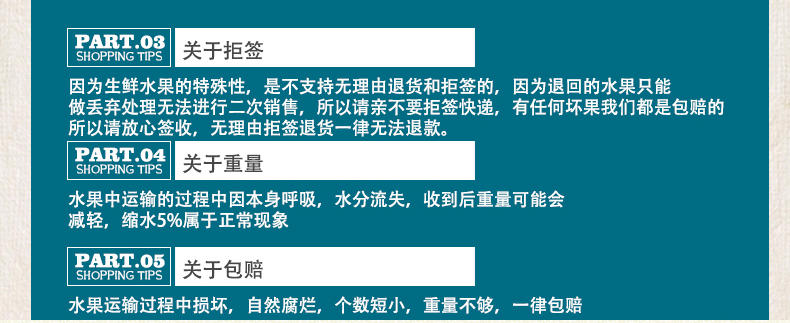 PART.03
SHOPPING TIPS
关于拒签
因为生鲜水果的特殊性，是不支持无理由退货和拒签的，因为退回的水果只能
做丢弃处理无法进行二次销售，所以请亲不要拒签快递，有任何坏果我们都是包赔的
所以请放心签收，无理由拒签退货一律无法退款。
PART.04
SHOPPING TIPS
关于重量
水果中运输的过程中因本身呼吸，水分流失，收到后重量可能会
减轻，缩水5%属于正常现象
PART.05
SHOPPING TIPS
关于包赔
水果运输过程中损坏，自然腐烂，个数短小，重量不够，一律包赔